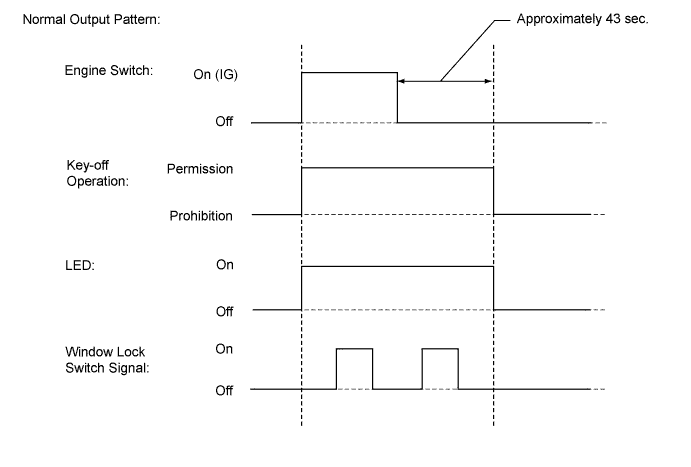 Normal Output Pattern:
Approximately 43 sec.
Engine Switch:
On (IG)
Off
Key-off
Operation:
Permission
Prohibition
LED:
On
Off
Window Lock
Switch Signal:
On
Off